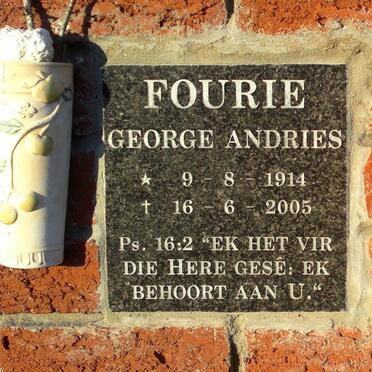 FOURIE
GEORGE ANDRIES
★ 9 - 8 - 1914
† 16 - 6 - 2005
Ps. 16:2 "EK HET VIR
DIE HERE GESÊ: EK
BEHOORT AAN U."